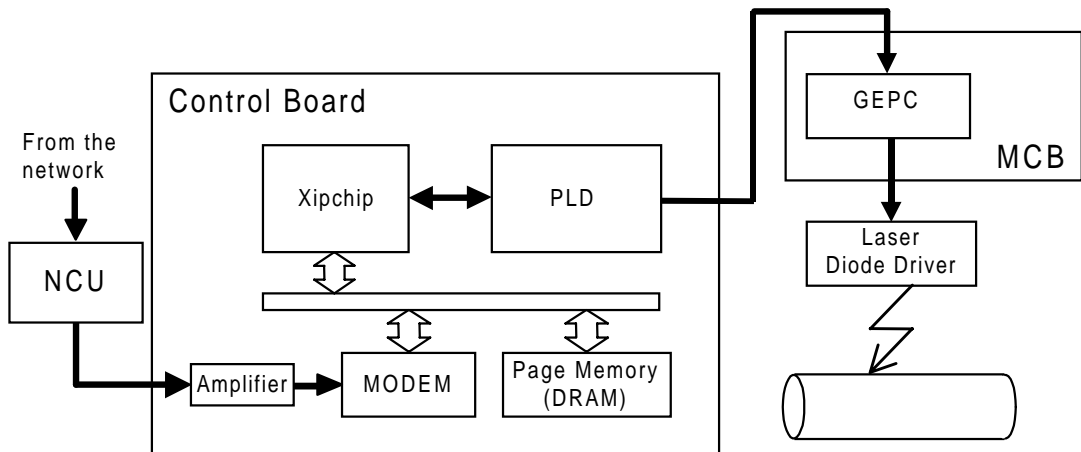 Control Board
From the
network
NCU
Xipchip
PLD
GEPC
MCB
Laser
Diode Driver
Amplifier
MODEM
Page Memory
(DRAM)